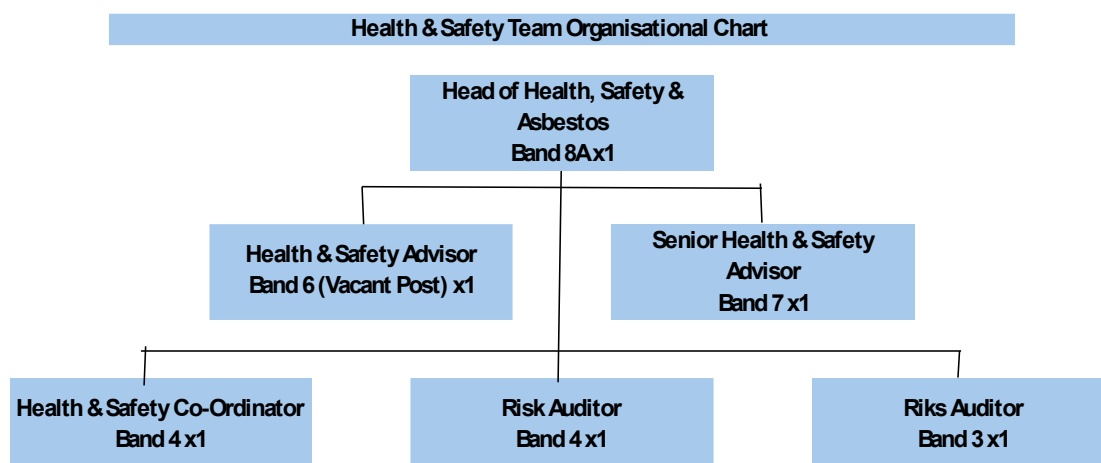 Health & Safety Team Organisational Chart
Head of Health, Safety &
Asbestos
Band 8A x1
Health & Safety Advisor
Band 6 (Vacant Post) x1
Senior Health & Safety
Advisor
Band 7 x1
Health & Safety Co-Ordinator
Band 4 x1
Risk Auditor
Band 4 x1
Riks Auditor
Band 3 x1